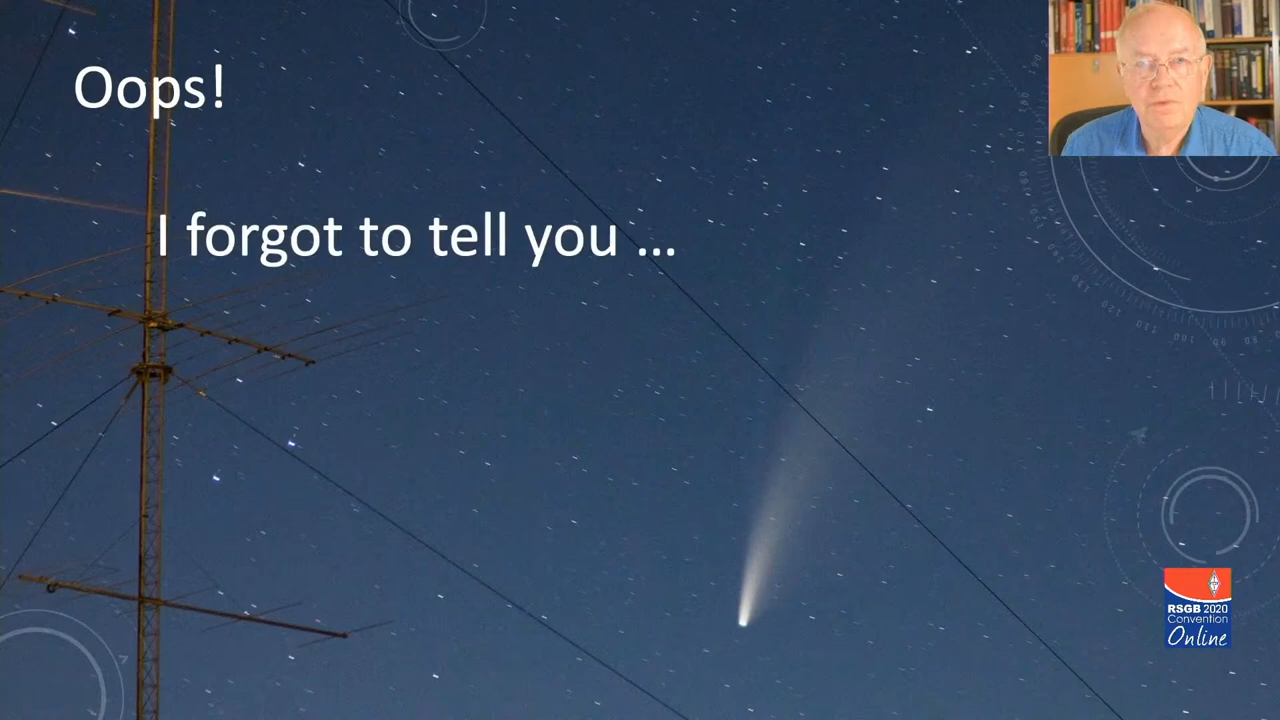 Oops!
I forgot to tell you ...
RSGB 2020
Convention
Online